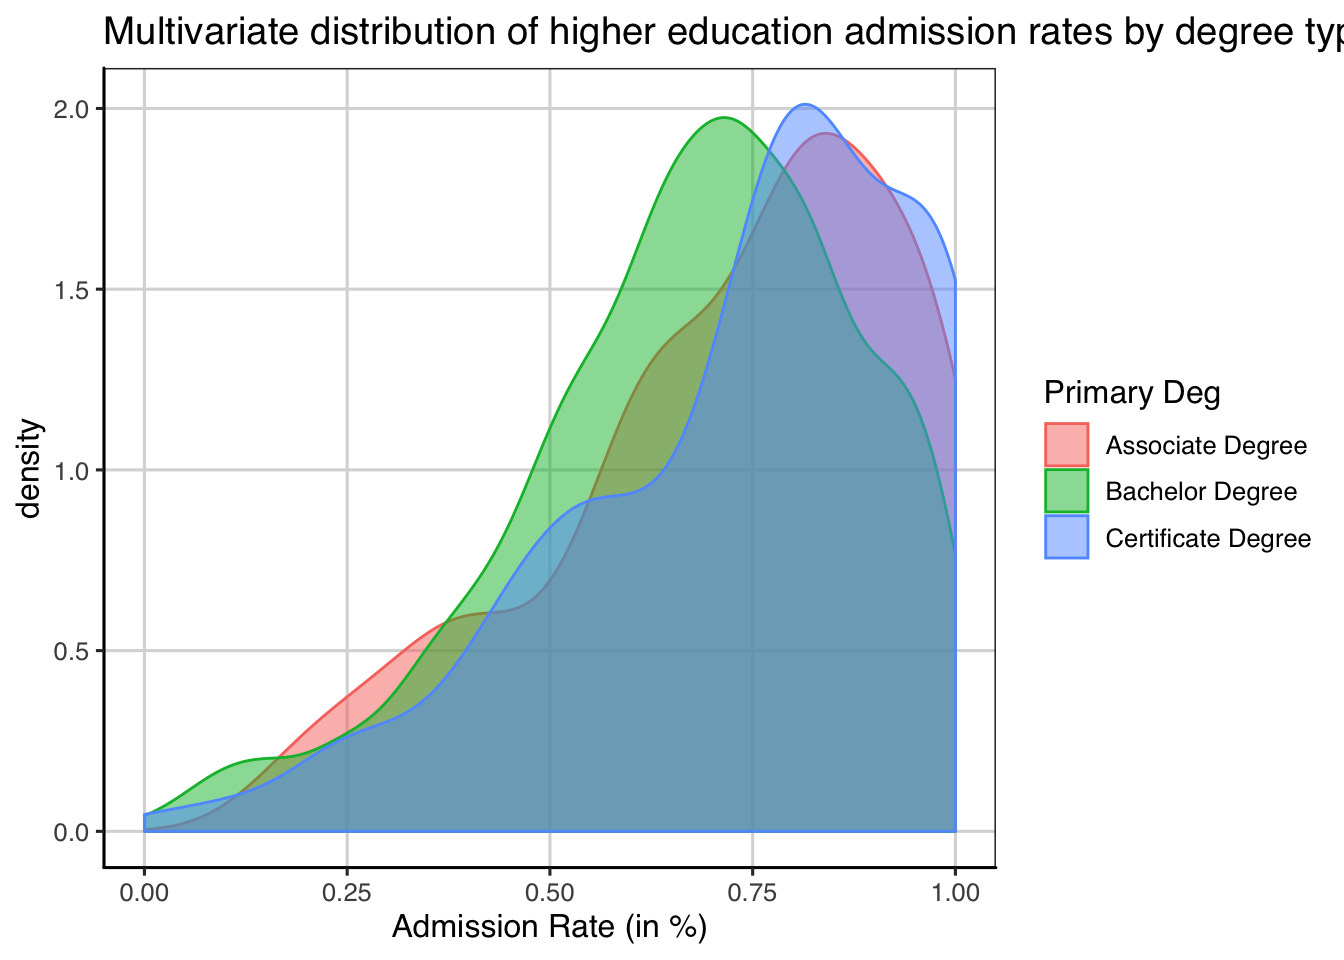 Multivariate distribution of higher education admission rates by degree typ
2.0
1.5
1.0
0.5
0.0
density
0.00 0.25 0.50 0.75 1.00
Admission Rate (in %)
Primary Deg
Associate Degree
Bachelor Degree
Certificate Degree